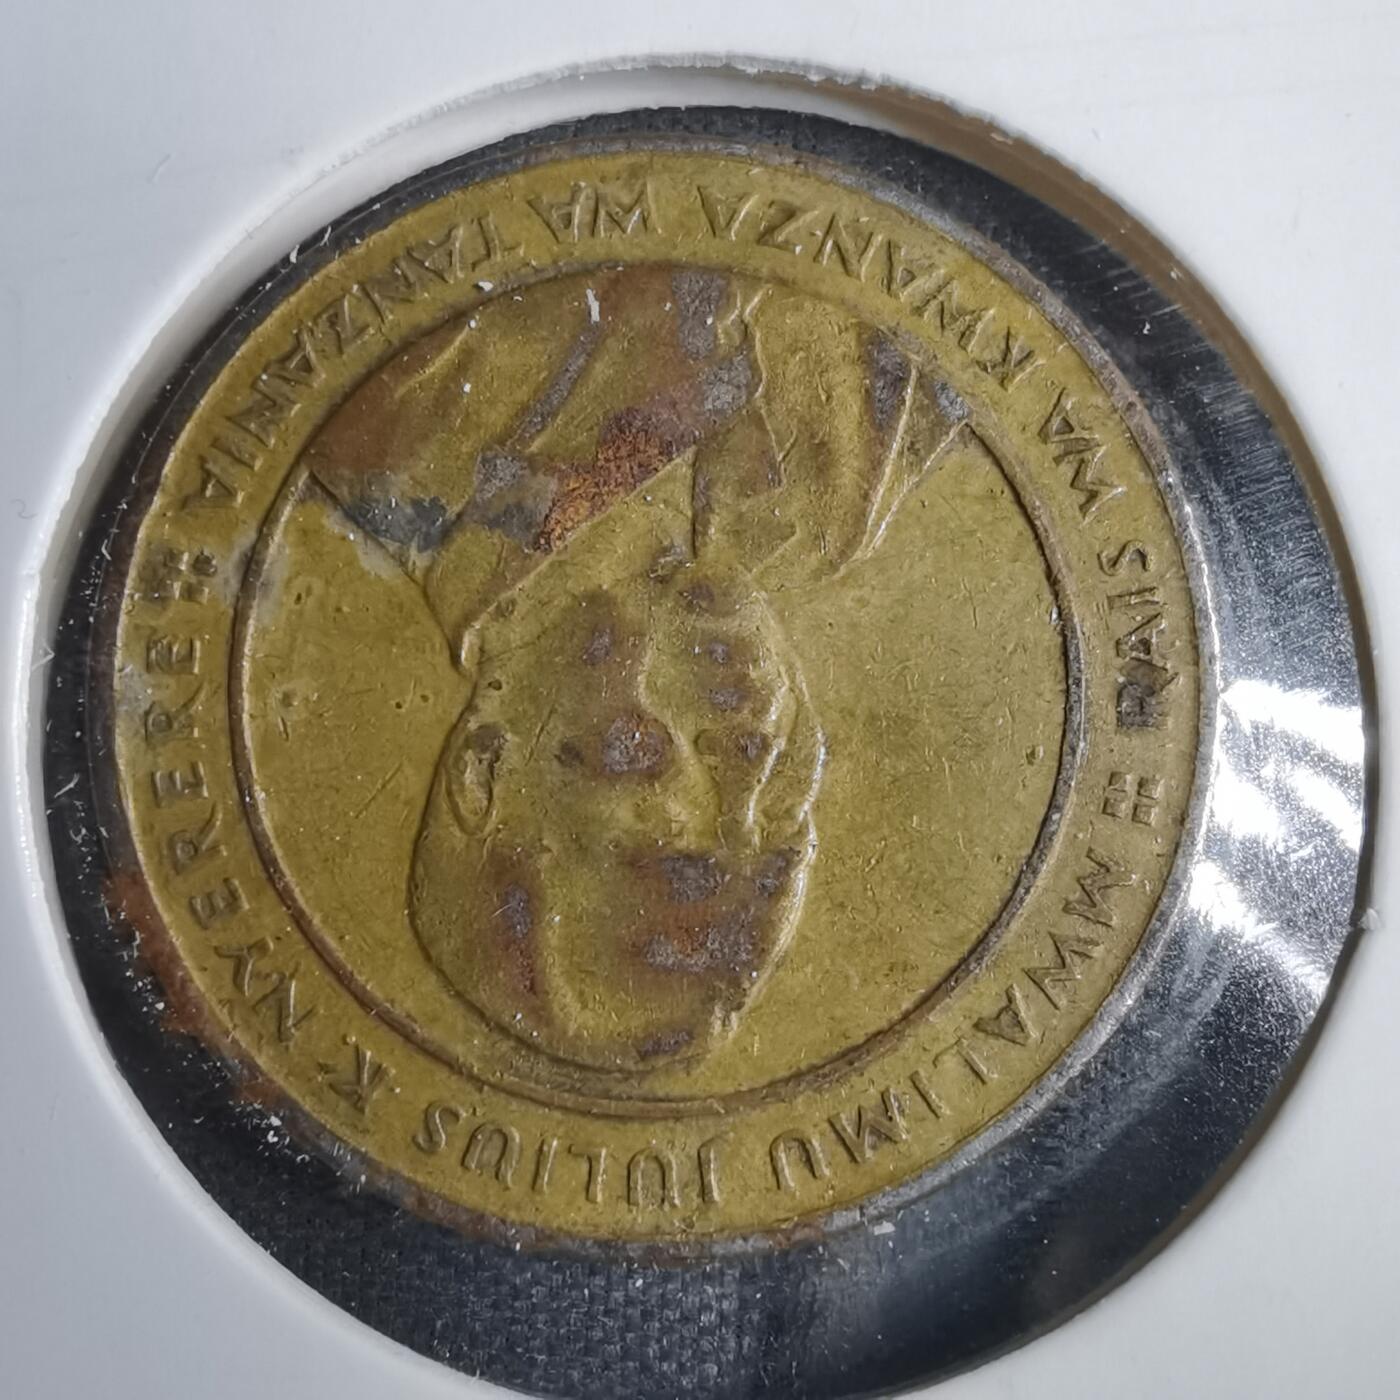 RAIS WA KWANZA WA TANZANIA
MWALIMU JULIUS K NYERERE